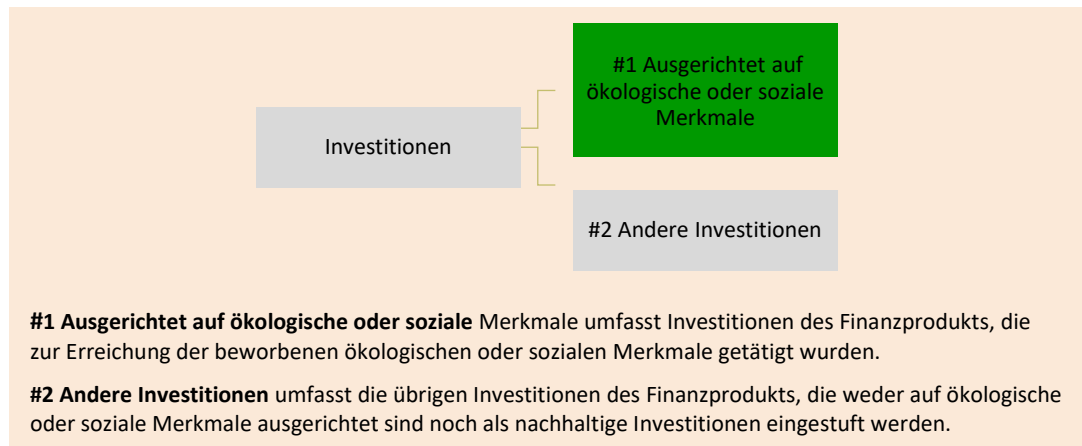 #1 Ausgerichtet auf
ökologische oder soziale
Merkmale
Investitionen
#2 Andere Investitionen
#1 Ausgerichtet auf ökologische oder soziale Merkmale umfasst Investitionen des Finanzprodukts, die
zur Erreichung der beworbenen ökologischen oder sozialen Merkmale getätigt wurden.
#2 Andere Investitionen umfasst die übrigen Investitionen des Finanzprodukts, die weder auf ökologische
oder soziale Merkmale ausgerichtet sind noch als nachhaltige Investitionen eingestuft werden.